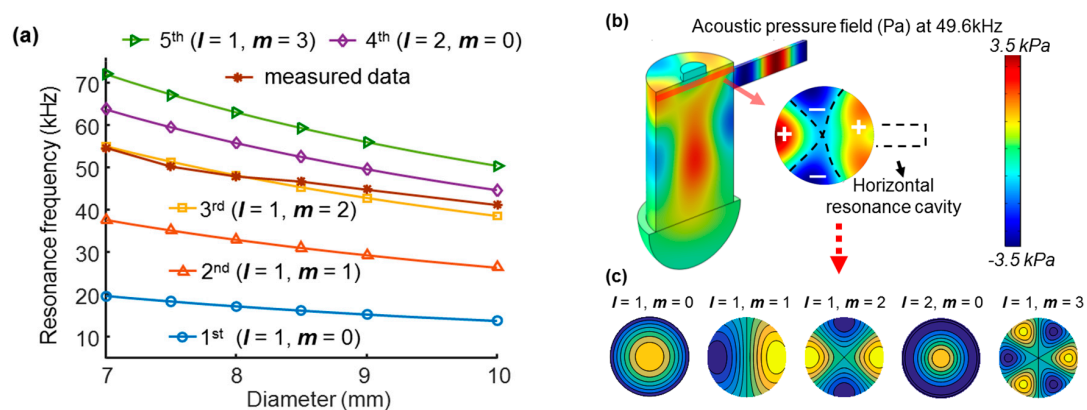 (a)
5th (l = 1, m = 3)
4th (l = 2, m = 0)
measured data
3rd (l = 1, m = 2)
2nd (l = 1, m = 1)
1st (l = 1, m = 0)
Resonance frequency (kHz)
70
60
50
40
30
20
10
7
8
9
10
Diameter (mm)
(b)
Acoustic pressure field (Pa) at 49.6kHz
3.5 kPa
−
+
+
−
Horizontal
resonance cavity
-3.5 kPa
(c)
l = 1, m = 0
l = 1, m = 1
l = 1, m = 2
l = 2, m = 0
l = 1, m = 3